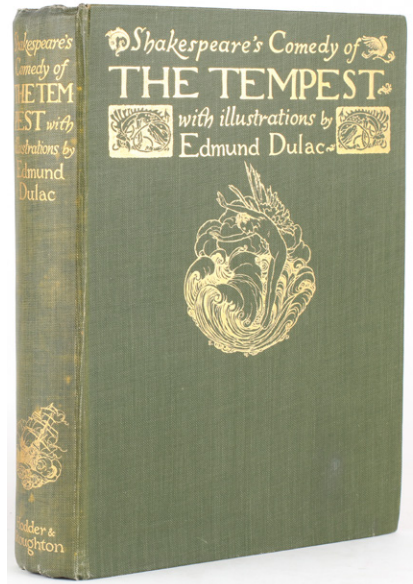 Shakespeare's Comedy of
THE TEMPEST
with illustrations by
Edmund Dulac
Shakespeare's
Comedy of
THE TEM
PEST with
illustrations by
Edmund
Dulac
Hodder &
Stoughton